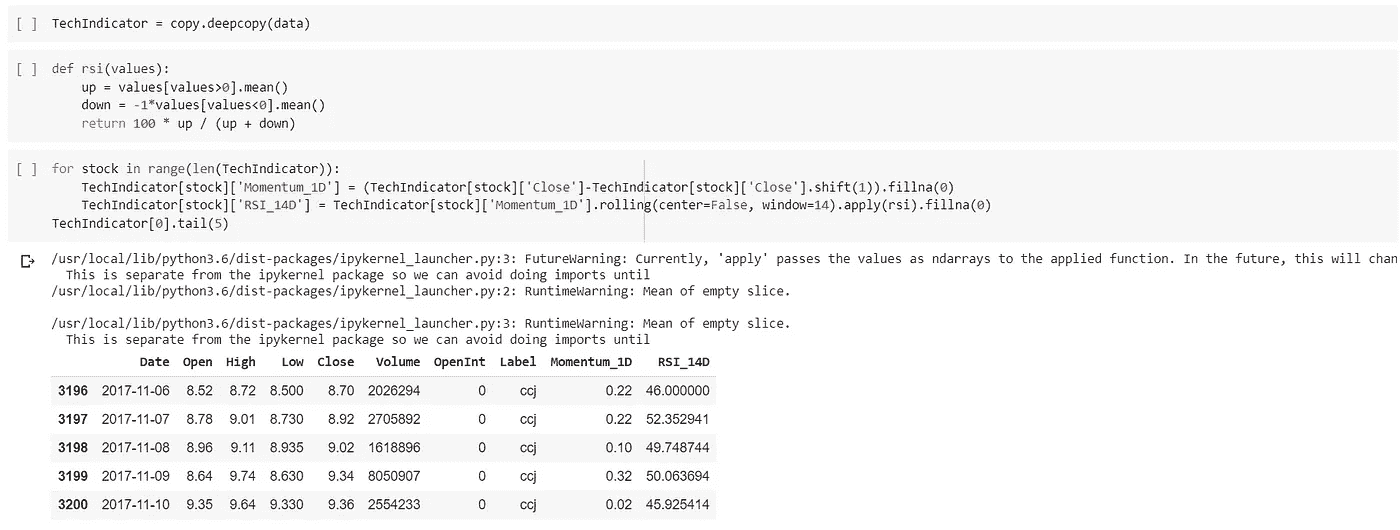 [ ] TechIndicator = copy.deepcopy(data)
[ ] def rsi(values):
up = values[values>0].mean()
down = -1*values[values<0].mean()
return 100 * up / (up + down)
[ ] for stock in range(len(TechIndicator)):
TechIndicator[stock]['Momentum_1D'] = (TechIndicator[stock]['Close']-TechIndicator[stock]['Close'].shift(1)).fillna(0)
TechIndicator[stock]['RSI_14D'] = TechIndicator[stock]['Momentum_1D'].rolling(center=False, window=14).apply(rsi).fillna(0)
TechIndicator[0].tail(5)
/usr/local/lib/python3.6/dist-packages/ipykernel_launcher.py:3: FutureWarning: Currently, 'apply' passes the values as ndarrays to the applied function. In the future, this will chan
This is separate from the ipykernel package so we can avoid doing imports until
/usr/local/lib/python3.6/dist-packages/ipykernel_launcher.py:2: RuntimeWarning: Mean of empty slice.
/usr/local/lib/python3.6/dist-packages/ipykernel_launcher.py:3: RuntimeWarning: Mean of empty slice.
This is separate from the ipykernel package so we can avoid doing imports until
Date Open High Low Close Volume OpenInt Label Momentum_1D RSI_14D
3196 2017-11-06 8.52 8.72 8.500 8.70 2026294 0 ccj 0.22 46.000000
3197 2017-11-07 8.78 9.01 8.730 8.92 2705892 0 ccj 0.22 52.352941
3198 2017-11-08 8.96 9.11 8.935 9.02 1618896 0 ccj 0.10 49.748744
3199 2017-11-09 8.64 9.74 8.630 9.34 8050907 0 ccj 0.32 50.063694
3200 2017-11-10 9.35 9.64 9.330 9.36 2554233 0 ccj 0.02 45.925414